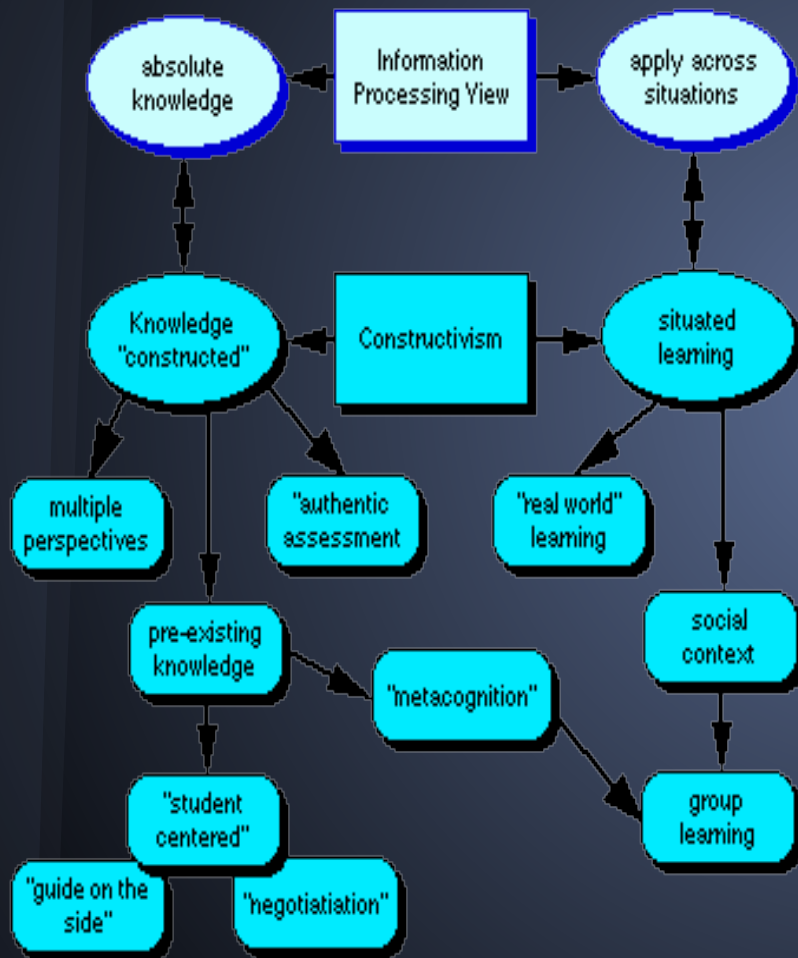 absolute
knowledge
Information
Processing View
apply across
situations
Knowledge
"constructed"
Constructivism
situated
learning
multiple
perspectives
"authentic
assessment
"real world"
learning
pre-existing
knowledge
"metacognition"
social
context
"student
centered"
group
learning
"guide on the
side"
"negotiatiation"